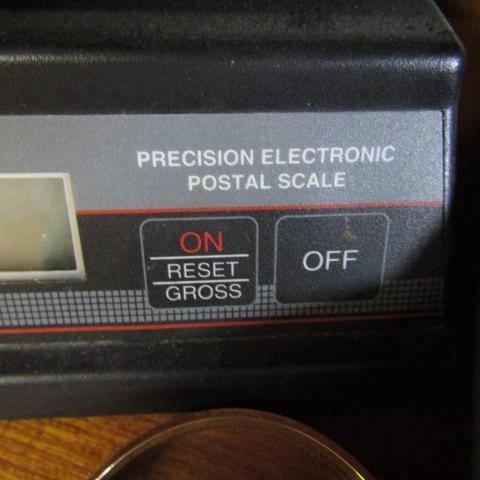 PRECISION ELECTRONIC
POSTAL SCALE
ON
RESET
GROSS
OFF